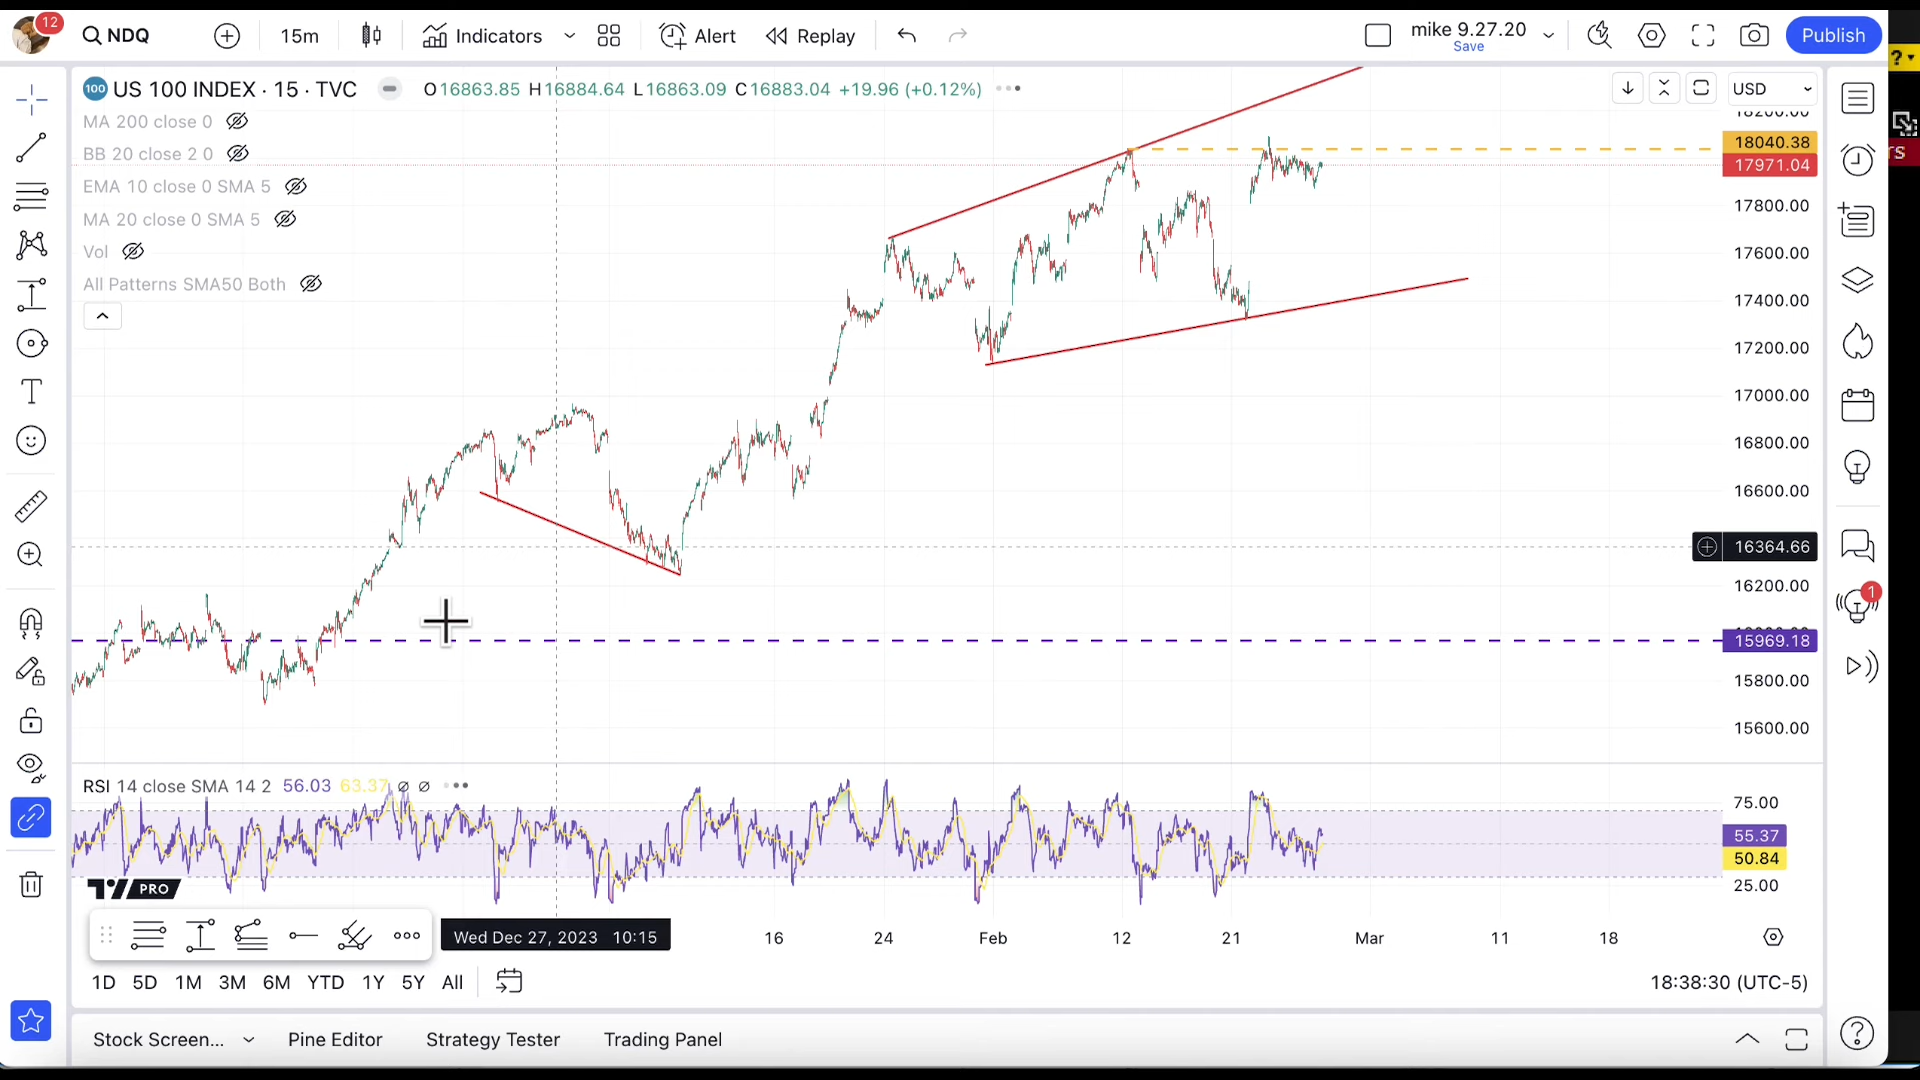 12
NDQ
15m
Indicators
Alert
Replay
mike 9.27.20
Save
Publish
?
100 US 100 INDEX · 15 · TVC
O16863.85 H16884.64 L16863.09 C16883.04 +19.96 (+0.12%)
USD
MA 200 close 0
BB 20 close 2 0
EMA 10 close 0 SMA 5
MA 20 close 0 SMA 5
Vol
All Patterns SMA50 Both
18200.00
18040.38
17971.04
rs
17800.00
17600.00
17400.00
17200.00
17000.00
16800.00
16600.00
16364.66
16200.00
15969.18
15800.00
15600.00
1
RSI 14 close SMA 14 2 56.03 63.37 ∅ ∅
75.00
55.37
50.84
25.00
PRO
Wed Dec 27, 2023 10:15
16
24
Feb
12
21
Mar
11
18
1D 5D 1M 3M 6M YTD 1Y 5Y All
18:38:30 (UTC-5)
Stock Screen...
Pine Editor
Strategy Tester
Trading Panel